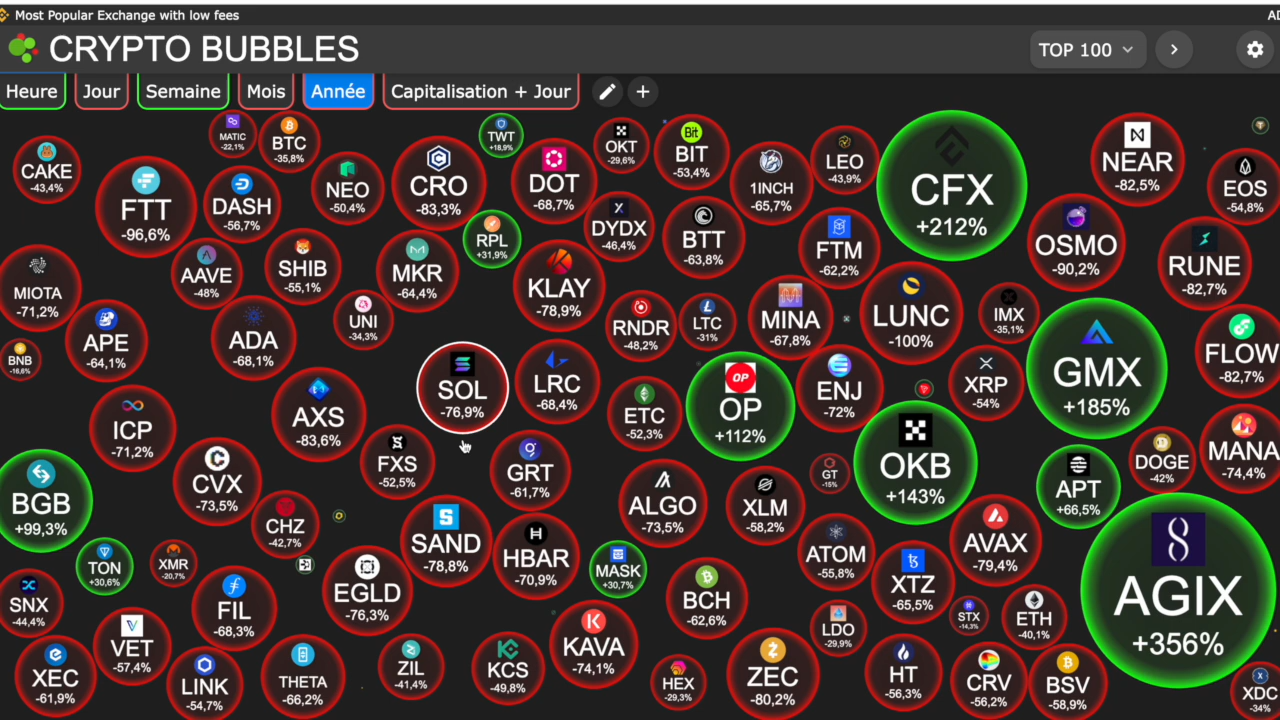 Most Popular Exchange with low fees
AD
CRYPTO BUBBLES
TOP 100
Heure
Jour
Semaine
Mois
Année
Capitalisation + Jour
MATIC
-22,1%
BTC
-35,8%
TWT
+18,9%
OKT
-29,6%
Bit
BIT
-53,4%
LEO
-43,9%
CAKE
-43,4%
FTT
-96,6%
DASH
-56,7%
NEO
-50,4%
CRO
-83,3%
DOT
-68,7%
1INCH
-65,7%
CFX
+212%
NEAR
-82,5%
EOS
-54,8%
RPL
+31,9%
DYDX
-46,4%
BTT
-63,8%
FTM
-62,2%
OSMO
-90,2%
RUNE
-82,7%
MIOTA
-71,2%
AAVE
-48%
SHIB
-55,1%
MKR
-64,4%
KLAY
-78,9%
UNI
-34,3%
RNDR
-48,2%
LTC
-31%
MINA
-67,8%
LUNC
-100%
IMX
-35,1%
BNB
-16,6%
APE
-64,1%
ADA
-68,1%
SOL
-76,9%
LRC
-68,4%
OP
OP
+112%
ENJ
-72%
XRP
-54%
GMX
+185%
FLOW
-82,7%
ICP
-71,2%
AXS
-83,6%
ETC
-52,3%
FXS
-52,5%
GRT
-61,7%
GT
-15%
OKB
+143%
DOGE
-42%
MANA
-74,4%
BGB
+99,3%
CVX
-73,5%
ALGO
-73,5%
XLM
-58,2%
APT
+66,5%
CHZ
-42,7%
SAND
-78,8%
HBAR
-70,9%
ATOM
-55,8%
AVAX
-79,4%
TON
+30,6%
XMR
-20,7%
MASK
+30,7%
XTZ
-65,5%
AGIX
+356%
SNX
-44,4%
FIL
-68,3%
EGLD
-76,3%
BCH
-62,6%
LDO
-29,9%
STX
-14,3%
ETH
-40,1%
XEC
-61,9%
VET
-57,4%
LINK
-54,7%
THETA
-66,2%
ZIL
-41,4%
KCS
-49,8%
KAVA
-74,1%
HEX
-29,3%
ZEC
-80,2%
HT
-56,3%
CRV
-56,2%
BSV
-58,9%
XDC
-34%